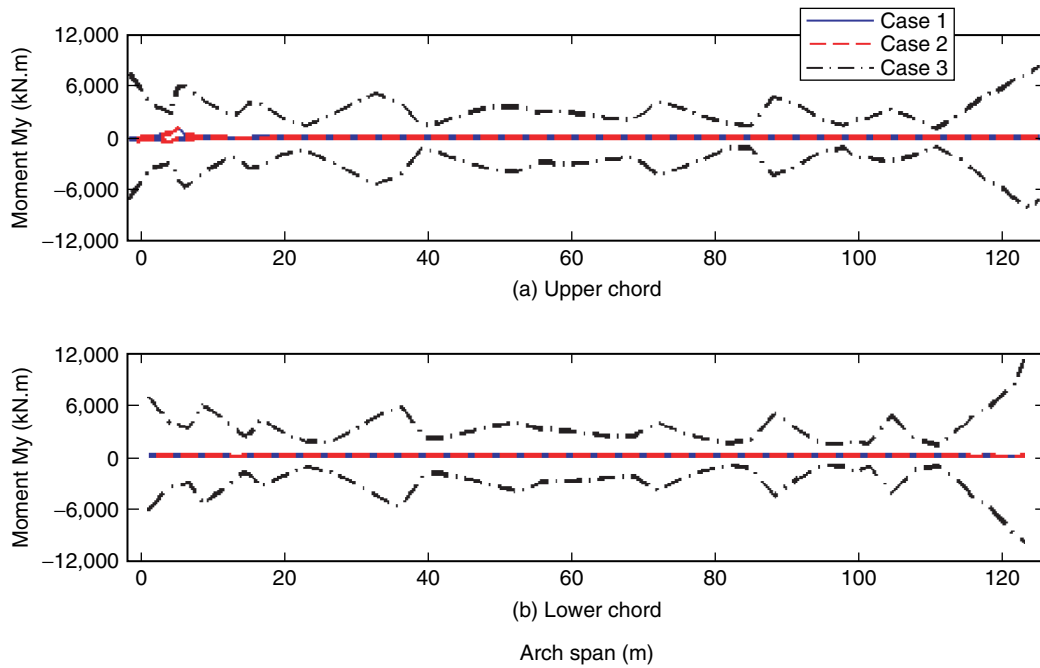 Case 1
Case 2
Case 3
Moment My (kN.m)
12,000
6,000
0
−6,000
−12,000
0 20 40 60 80 100 120
(a) Upper chord
Moment My (kN.m)
12,000
6,000
0
−6,000
−12,000
0 20 40 60 80 100 120
(b) Lower chord
Arch span (m)